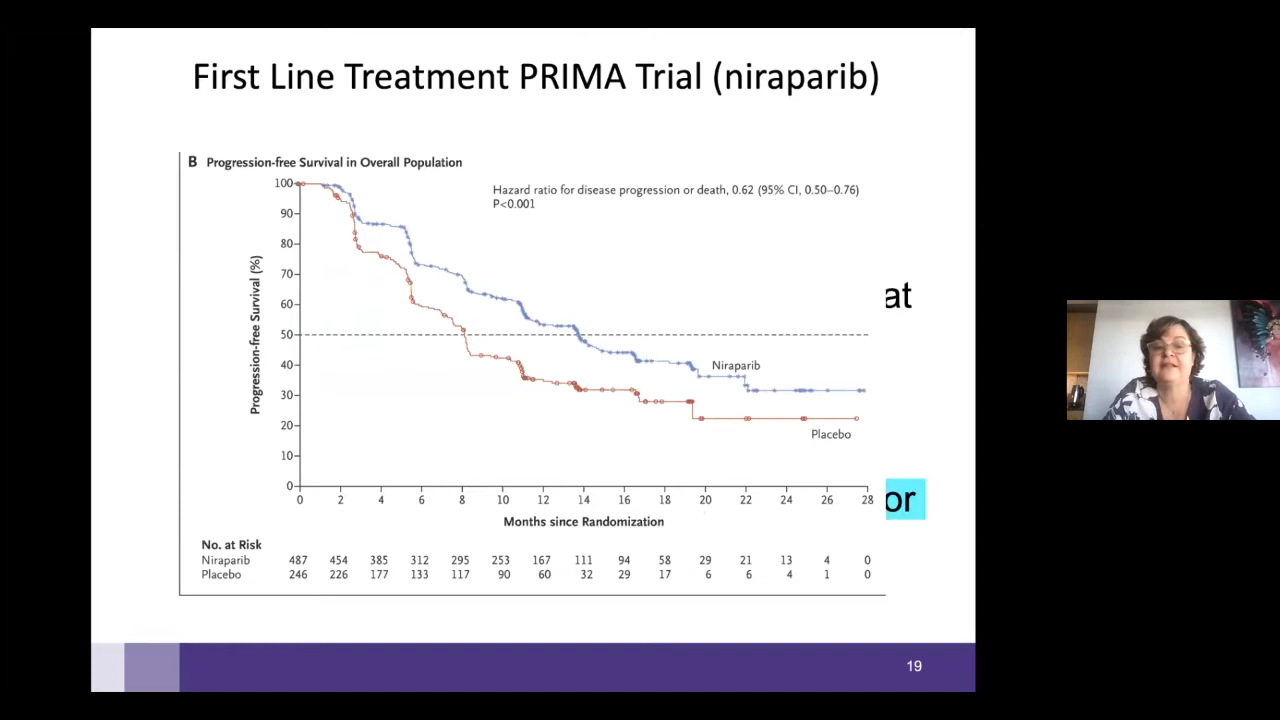 First Line Treatment PRIMA Trial (niraparib)
B Progression-free Survival in Overall Population
Hazard ratio for disease progression or death, 0.62 (95% CI, 0.50–0.76)
P<0.001
Progression-free Survival (%)
100
90
80
70
60
50
40
30
20
10
0
Niraparib
Placebo
0 2 4 6 8 10 12 14 16 18 20 22 24 26 28
Months since Randomization
No. at Risk
Niraparib 487 454 385 312 295 253 167 111 94 58 29 21 13 4 0
Placebo 246 226 177 133 117 90 60 32 29 17 6 6 4 1 0
at
or
19